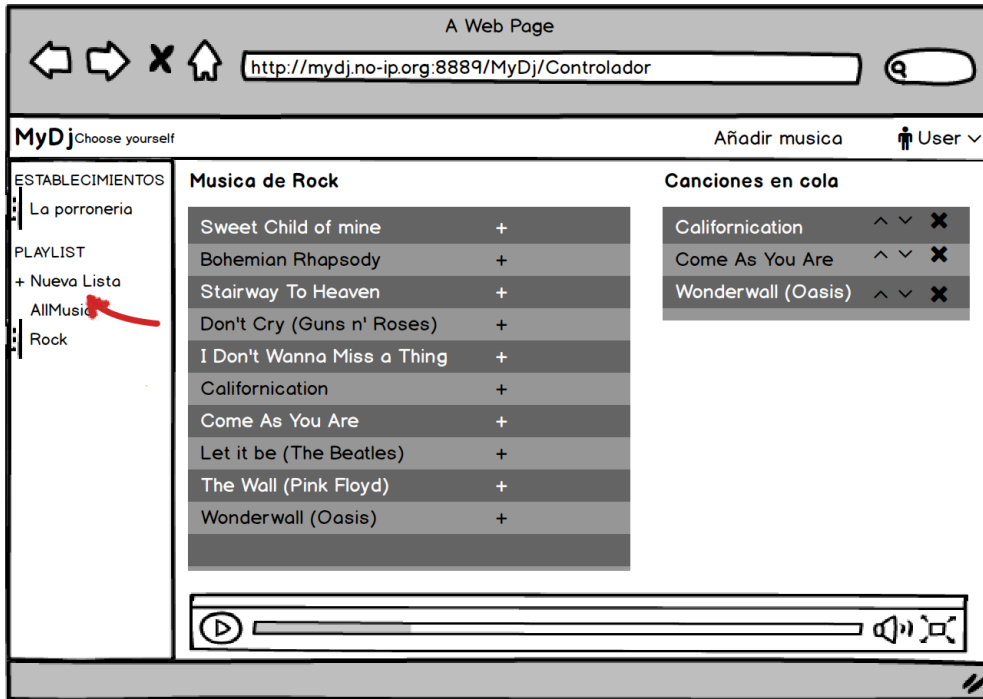 A Web Page
http://mydj.no-ip.org:8889/MyDj/Controlador
MyDj Choose yourself
Añadir musica
User
ESTABLECIMIENTOS
La porroneria
PLAYLIST
+ Nueva Lista
AllMusic
Rock
Musica de Rock
Sweet Child of mine +
Bohemian Rhapsody +
Stairway To Heaven +
Don't Cry (Guns n' Roses) +
I Don't Wanna Miss a Thing +
Californication +
Come As You Are +
Let it be (The Beatles) +
The Wall (Pink Floyd) +
Wonderwall (Oasis) +
Canciones en cola
Californication
Come As You Are
Wonderwall (Oasis)